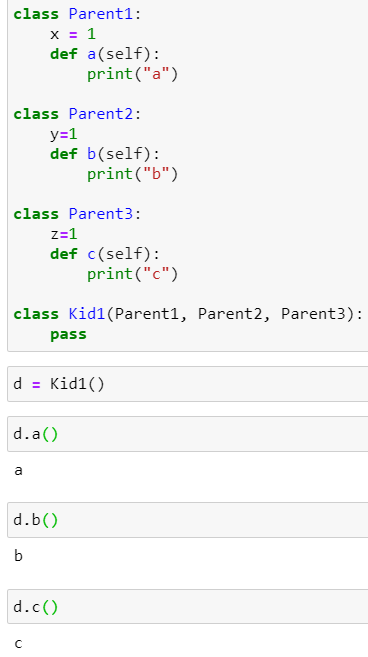 class Parent1:
    x = 1
    def a(self):
        print("a")

class Parent2:
    y=1
    def b(self):
        print("b")

class Parent3:
    z=1
    def c(self):
        print("c")

class Kid1(Parent1, Parent2, Parent3):
    pass

d = Kid1()

d.a()

a

d.b()

b

d.c()

c